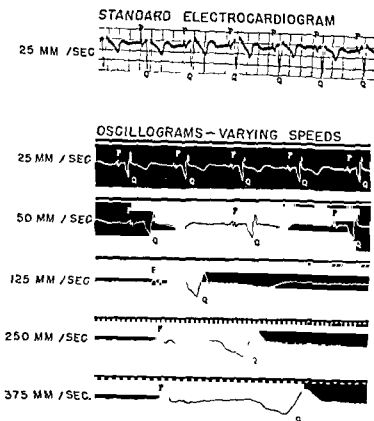 STANDARD ELECTROCARDIOGRAM
P P P P P P
25 MM /SEC
Q Q Q Q Q Q
OSCILLOGRAMS~VARYING SPEEDS
25 MM /SEC
P P P P P
Q Q Q Q Q
50 MM /SEC
P P P
Q Q Q
125 MM /SEC
P
Q
250 MM /SEC
P
375 MM /SEC.
P
Q